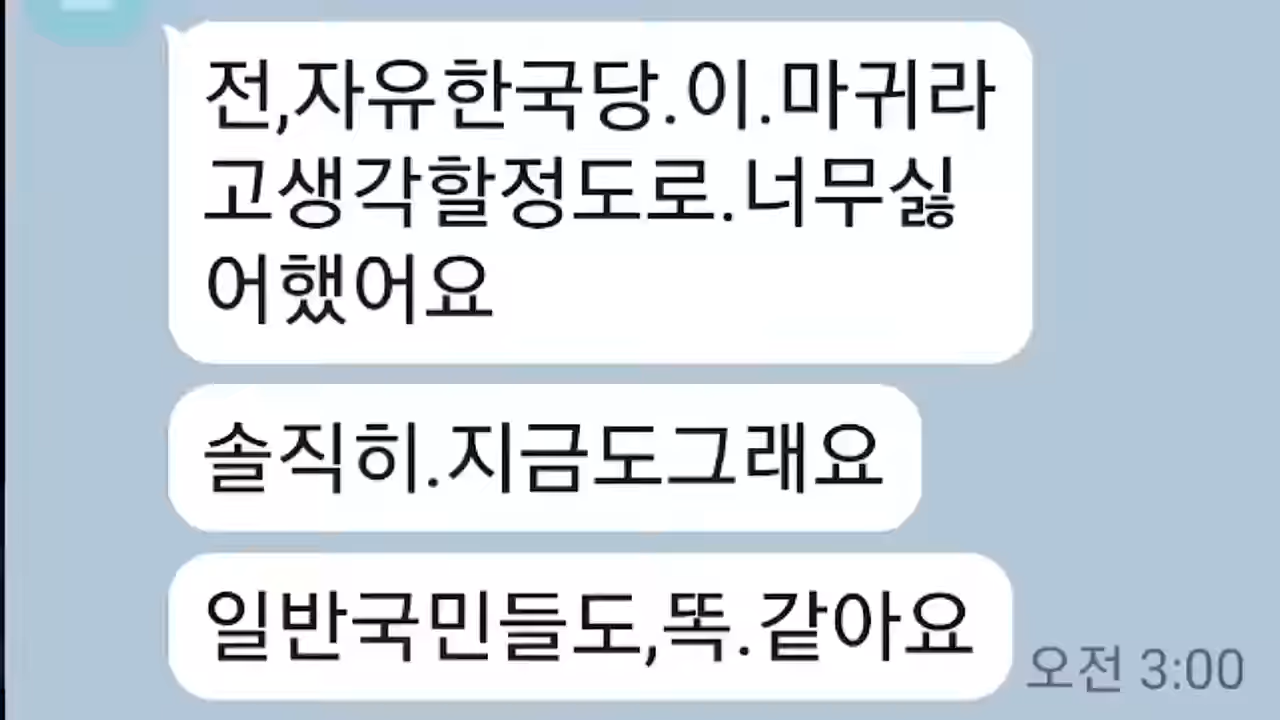 전,자유한국당.이.마귀라
고생각할정도로.너무싫
어했어요
솔직히.지금도그래요
일반국민들도,똑.같아요
오전 3:00